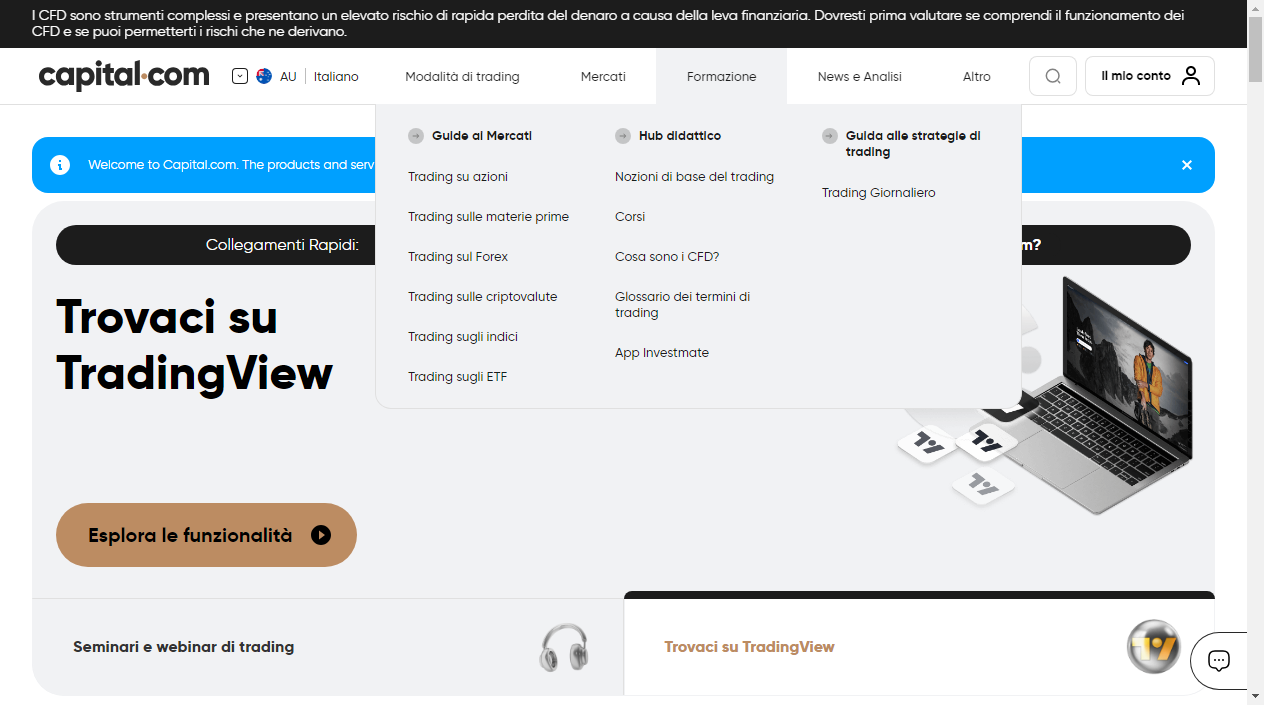 I CFD sono strumenti complessi e presentano un elevato rischio di rapida perdita del denaro a causa della leva finanziaria. Dovresti prima valutare se comprendi il funzionamento dei
CFD e se puoi permetterti i rischi che ne derivano.
capital.com
AU
Italiano
Modalità di trading
Mercati
Formazione
News e Analisi
Altro
Il mio conto
Guide ai Mercati
Trading su azioni
Trading sulle materie prime
Trading sul Forex
Trading sulle criptovalute
Trading sugli indici
Trading sugli ETF
Hub didattico
Nozioni di base del trading
Corsi
Cosa sono i CFD?
Glossario dei termini di
trading
App Investmate
Guida alle strategie di
trading
Trading Giornaliero
Welcome to Capital.com. The products and serv
Collegamenti Rapidi:
m?
Trovaci su
TradingView
Esplora le funzionalità
Seminari e webinar di trading
Trovaci su TradingView